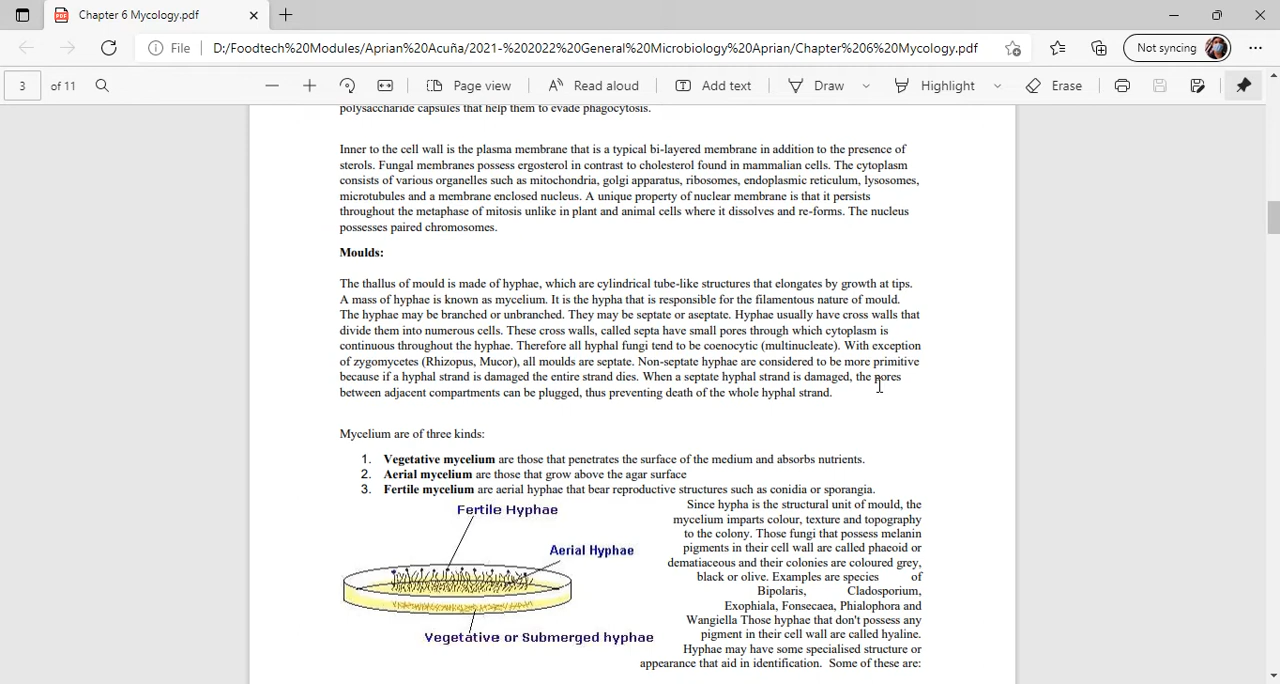 Chapter 6 Mycology.pdf
File D:/Foodtech%20Modules/Aprian%20Acuña/2021-%202022%20General%20Microbiology%20Aprian/Chapter%206%20Mycology.pdf Not syncing
3 of 11 Page view Read aloud Add text Draw Highlight Erase
polysaccharide capsules that help them to evade phagocytosis.
Inner to the cell wall is the plasma membrane that is a typical bi-layered membrane in addition to the presence of
sterols. Fungal membranes possess ergosterol in contrast to cholesterol found in mammalian cells. The cytoplasm
consists of various organelles such as mitochondria, golgi apparatus, ribosomes, endoplasmic reticulum, lysosomes,
microtubules and a membrane enclosed nucleus. A unique property of nuclear membrane is that it persists
throughout the metaphase of mitosis unlike in plant and animal cells where it dissolves and re-forms. The nucleus
possesses paired chromosomes.
Moulds:
The thallus of mould is made of hyphae, which are cylindrical tube-like structures that elongates by growth at tips.
A mass of hyphae is known as mycelium. It is the hypha that is responsible for the filamentous nature of mould.
The hyphae may be branched or unbranched. They may be septate or aseptate. Hyphae usually have cross walls that
divide them into numerous cells. These cross walls, called septa have small pores through which cytoplasm is
continuous throughout the hyphae. Therefore all hyphal fungi tend to be coenocytic (multinucleate). With exception
of zygomycetes (Rhizopus, Mucor), all moulds are septate. Non-septate hyphae are considered to be more primitive
because if a hyphal strand is damaged the entire strand dies. When a septate hyphal strand is damaged, the pores
between adjacent compartments can be plugged, thus preventing death of the whole hyphal strand.
Mycelium are of three kinds:
1. Vegetative mycelium are those that penetrates the surface of the medium and absorbs nutrients.
2. Aerial mycelium are those that grow above the agar surface
3. Fertile mycelium are aerial hyphae that bear reproductive structures such as conidia or sporangia.
Fertile Hyphae
Aerial Hyphae
Vegetative or Submerged hyphae
Since hypha is the structural unit of mould, the
mycelium imparts colour, texture and topography
to the colony. Those fungi that possess melanin
pigments in their cell wall are called phaeoid or
dematiaceous and their colonies are coloured grey,
black or olive. Examples are species of
Bipolaris, Cladosporium,
Exophiala, Fonsecaea, Phialophora and
Wangiella Those hyphae that don't possess any
pigment in their cell wall are called hyaline.
Hyphae may have some specialised structure or
appearance that aid in identification. Some of these are: